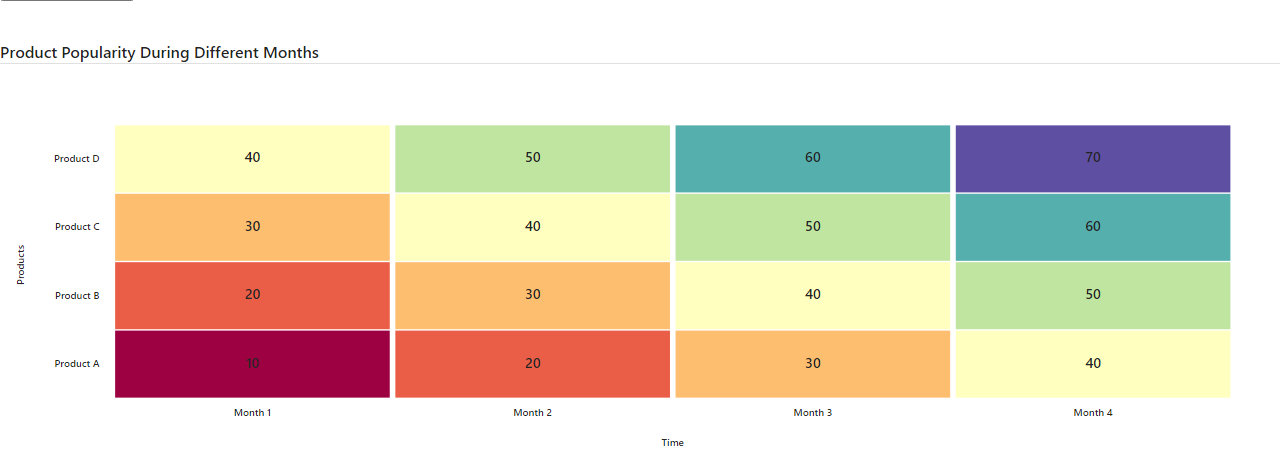 Product Popularity During Different Months
Products
Product D
40
50
60
70
Product C
30
40
50
60
Product B
20
30
40
50
Product A
10
20
30
40
Month 1
Month 2
Month 3
Month 4
Time